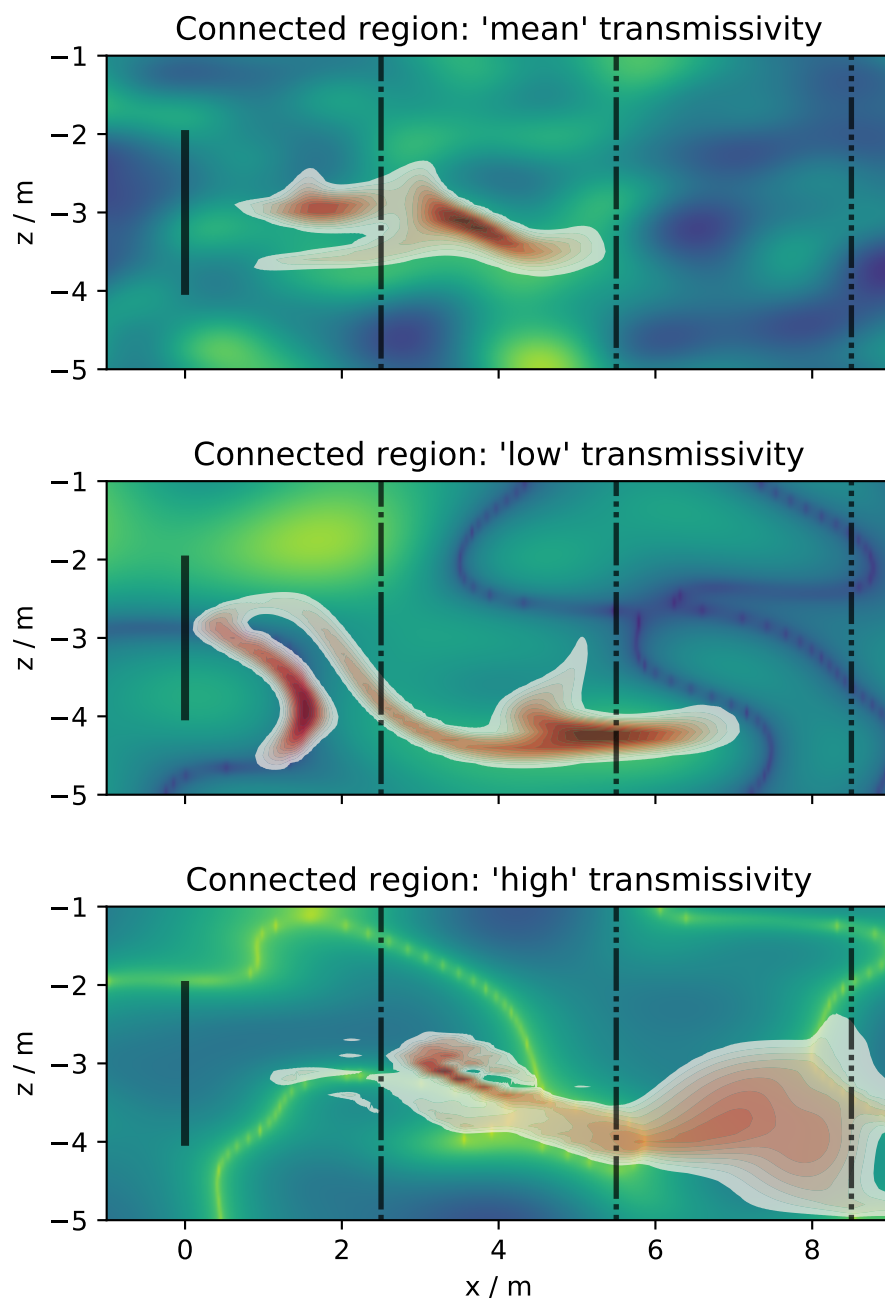 Connected region: 'mean' transmissivity
−1
−2
−3
−4
−5
z / m
Connected region: 'low' transmissivity
−1
−2
−3
−4
−5
z / m
Connected region: 'high' transmissivity
−1
−2
−3
−4
−5
z / m
0 2 4 6 8
x / m